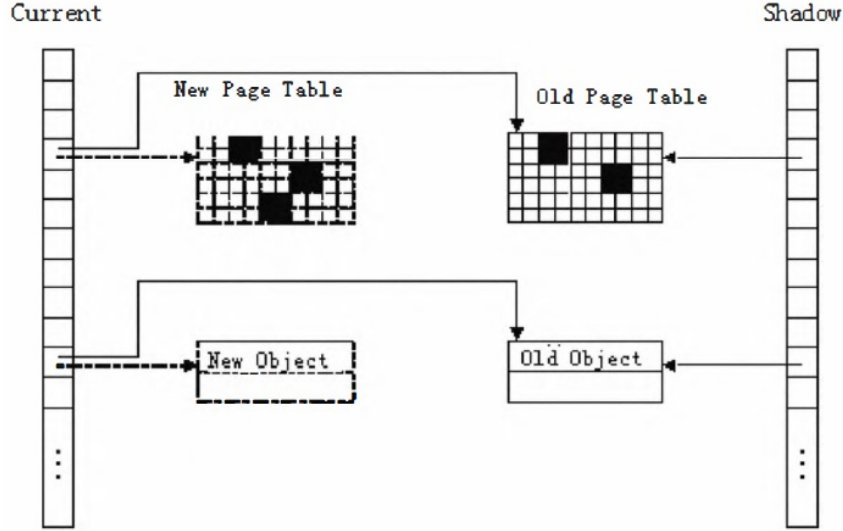 Current
Shadow
New Page Table
Old Page Table
New Object
Old Object